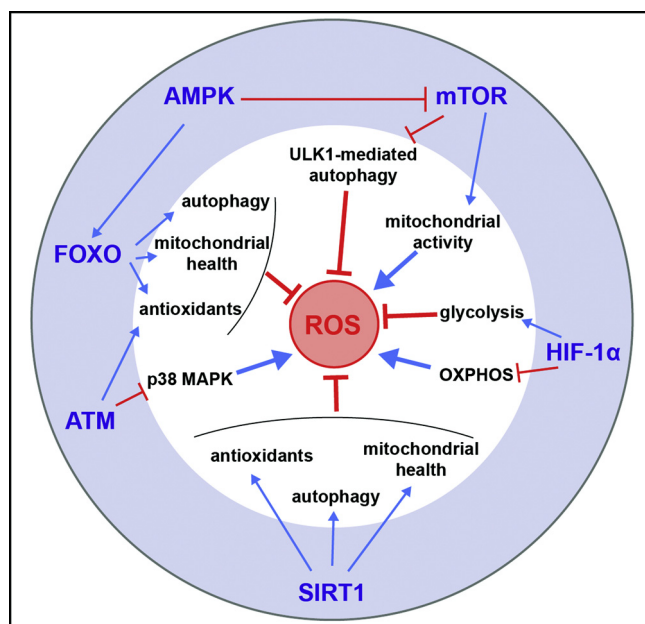 AMPK
mTOR
ULK1-mediated
autophagy
autophagy
FOXO
mitochondrial
health
mitochondrial
activity
antioxidants
ROS
glycolysis
HIF-1α
p38 MAPK
OXPHOS
ATM
antioxidants
mitochondrial
health
autophagy
SIRT1